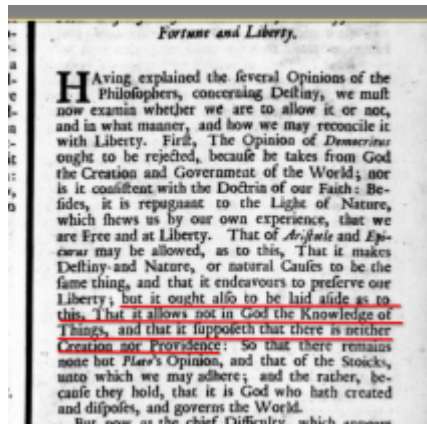 Fortune and Liberty.
HAving explained the ſeveral Opinions of the
Philoſophers, concerning Deſtiny, we muſt
now examin whether we are to allow it or not,
and in what manner, and how we may reconcile it
with Liberty. Firſt, The Opinion of Democritus
ought to be rejected, becauſe he takes from God
the Creation and Government of the World; nor
is it conſiſtent with the Doctrin of our Faith: Be-
ſides, it is repugnant to the Light of Nature,
which ſhews us by our own experience, that we
are Free and at Liberty. That of Ariſtotle and Epi-
curus may be allowed, as to this, That it makes
Deſtiny and Nature, or natural Cauſes to be the
ſame thing, and that it endeavours to preſerve our
Liberty; but it ought alſo to be laid aſide as to
this, That it allows not in God the Knowledge of
Things, and that it ſuppoſeth that there is neither
Creation nor Providence: So that there remains
none but Plato's Opinion, and that of the Stoicks,
unto which we may adhere; and the rather, be-
cauſe they hold, that it is God who hath created
and diſpoſes, and governs the World.
But now as the chief Difficulty, which appears